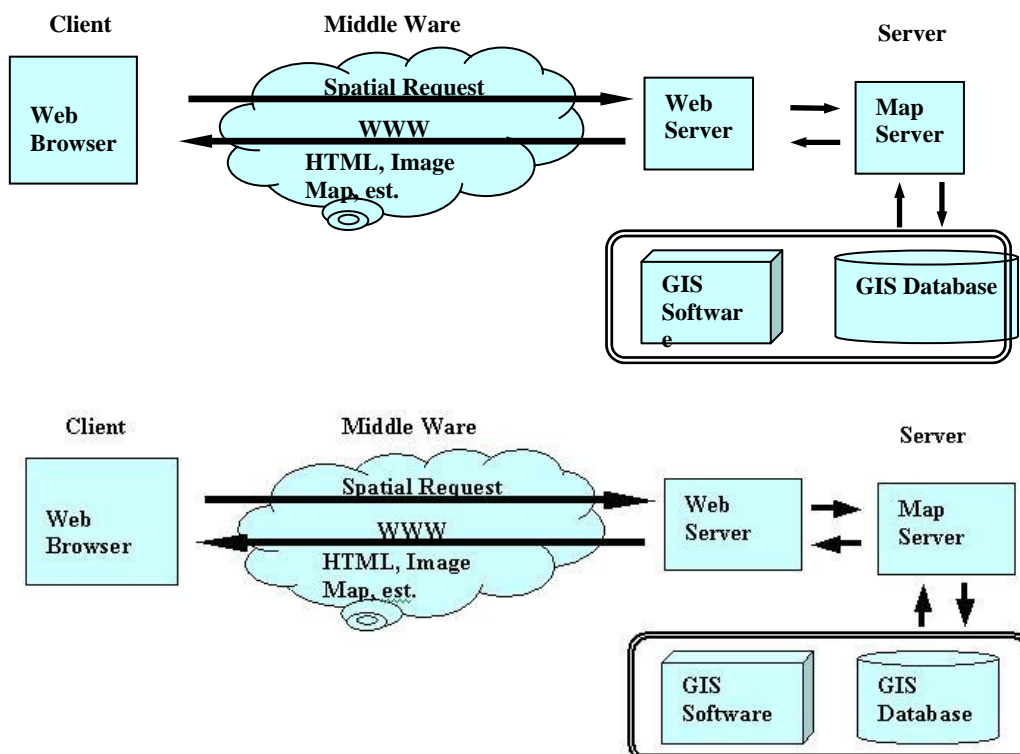 Client
Middle Ware
Server
Web
Browser
Spatial Request
WWW
HTML, Image
Map, est.
Web
Server
Map
Server
GIS
Softwar
e
GIS Database
Client
Middle Ware
Server
Web
Browser
Spatial Request
WWW
HTML, Image
Map, est.
Web
Server
Map
Server
GIS
Software
GIS
Database